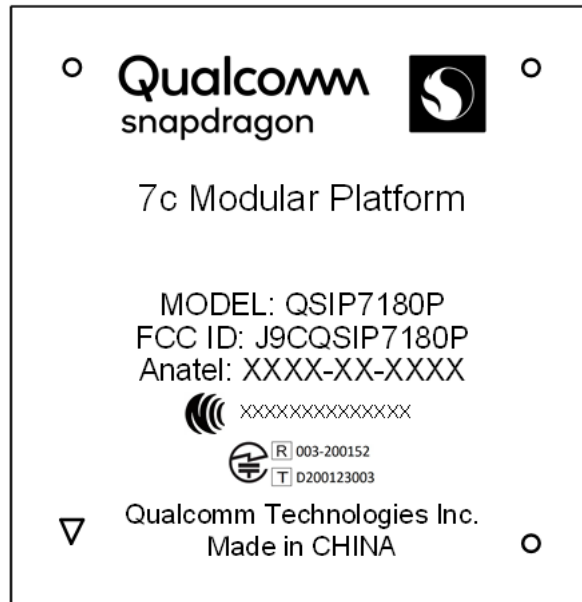 Qualcomm
snapdragon
7c Modular Platform
MODEL: QSIP7180P
FCC ID: J9CQSIP7180P
Anatel: XXXX-XX-XXXX
XXXXXXXXXXXXXX
R 003-200152
T D200123003
Qualcomm Technologies Inc.
Made in CHINA